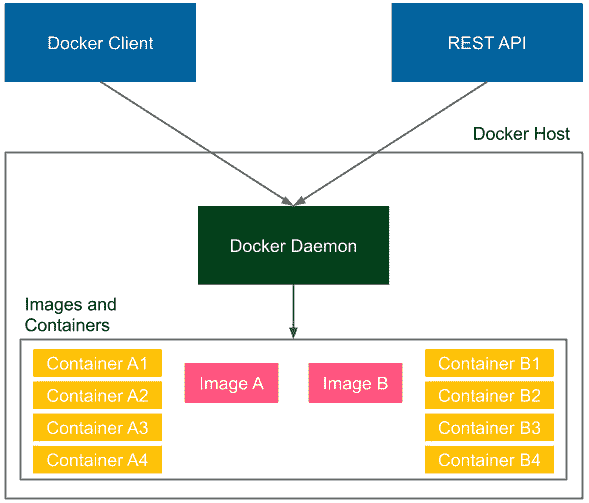 Docker Client
REST API
Docker Host
Docker Daemon
Images and
Containers
Container A1
Container A2
Container A3
Container A4
Image A
Image B
Container B1
Container B2
Container B3
Container B4